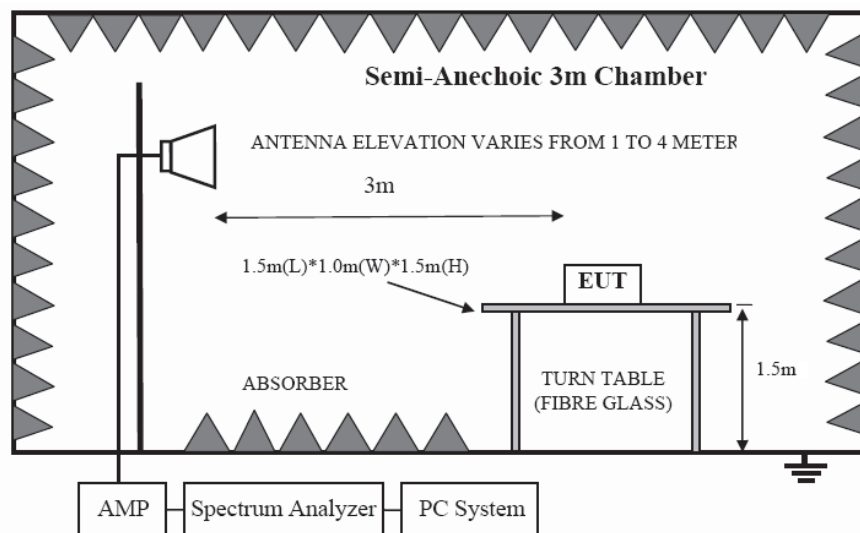 Semi-Anechoic 3m Chamber
ANTENNA ELEVATION VARIES FROM 1 TO 4 METER
3m
1.5m(L)*1.0m(W)*1.5m(H)
EUT
1.5m
ABSORBER
TURN TABLE
(FIBRE GLASS)
AMP
Spectrum Analyzer
PC System